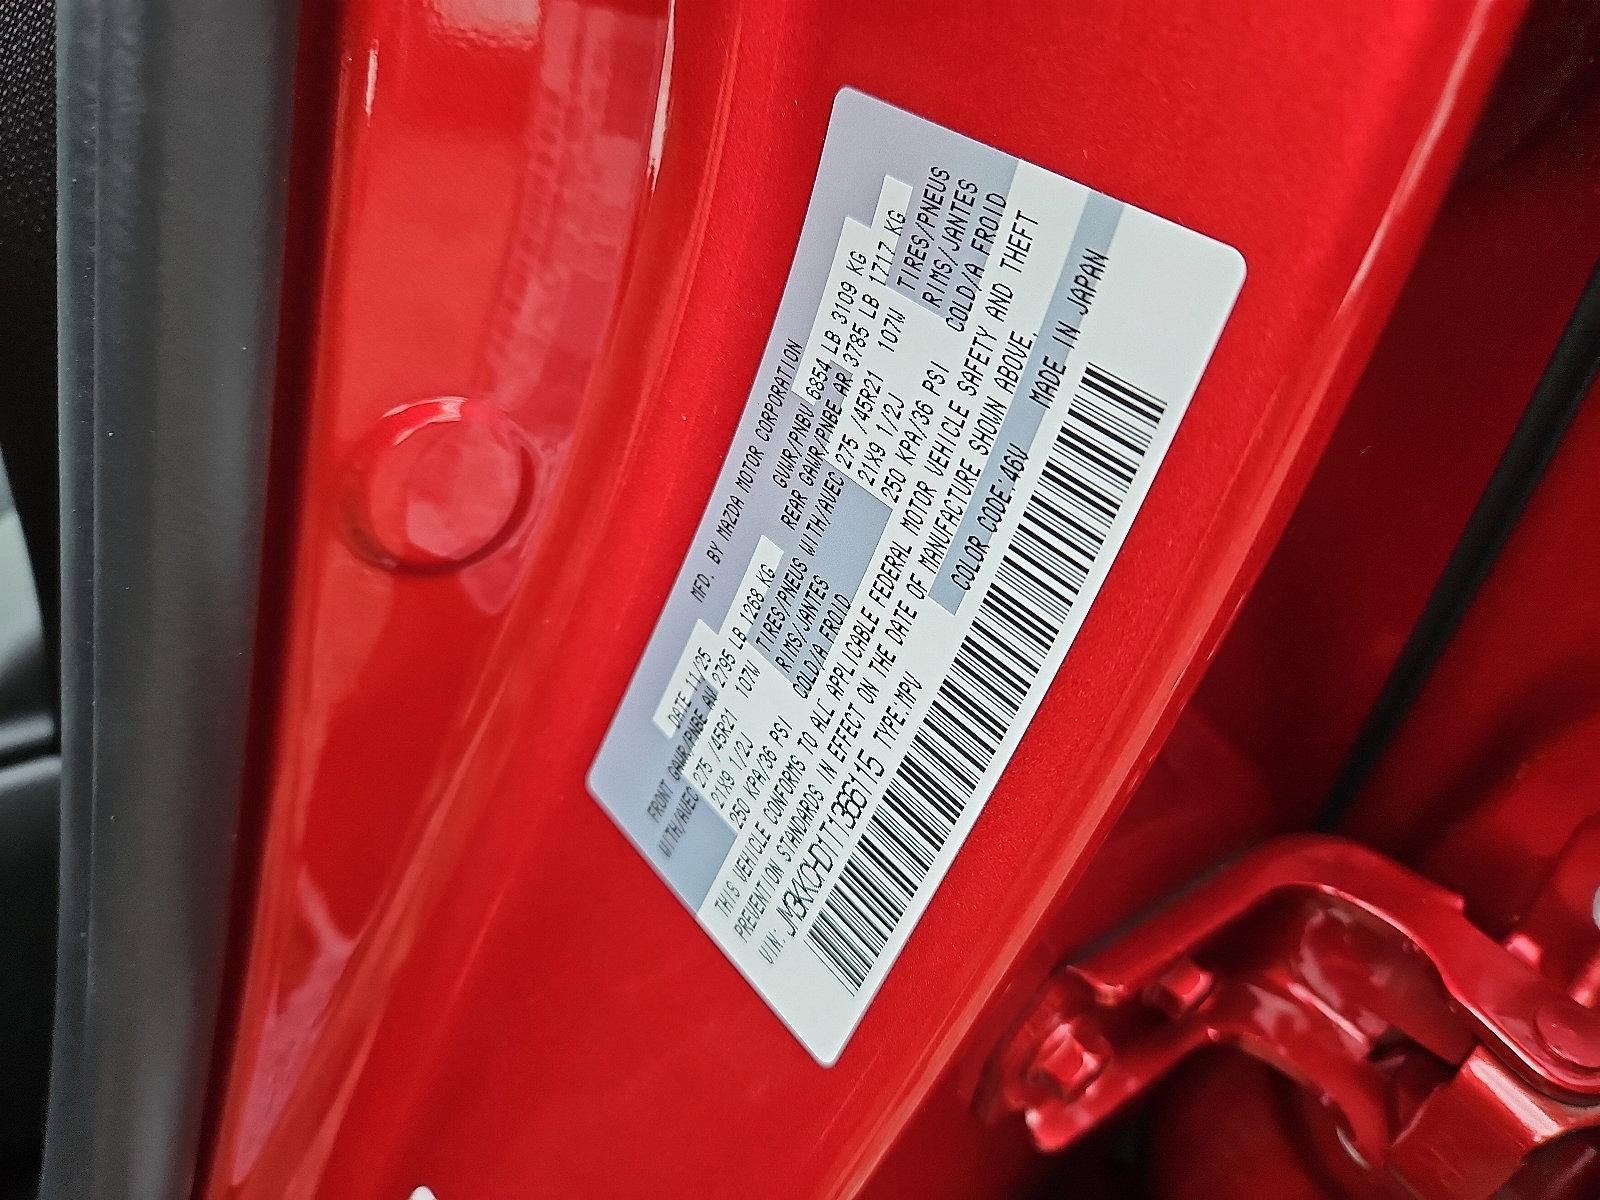 MFD. BY MAZDA MOTOR CORPORATION
DATE 11/25 GVWR/PNBV 6854 LB 3109 KG
FRONT GAWR/PNBE AV 2795 LB 1268 KG REAR GAWR/PNBE AR 3785 LB 1717 KG
WITH/AVEC 275 /45R21 107W TIRES/PNEUS WITH/AVEC 275 /45R21 107W TIRES/PNEUS
21X9 1/2J RIMS/JANTES 21X9 1/2J RIMS/JANTES
250 KPA/36 PSI COLD/A FROID 250 KPA/36 PSI COLD/A FROID
THIS VEHICLE CONFORMS TO ALL APPLICABLE FEDERAL MOTOR VEHICLE SAFETY AND THEFT
PREVENTION STANDARDS IN EFFECT ON THE DATE OF MANUFACTURE SHOWN ABOVE.
VIN: JM3KKCHD1T1366115 TYPE:MPV COLOR CODE:46V MADE IN JAPAN